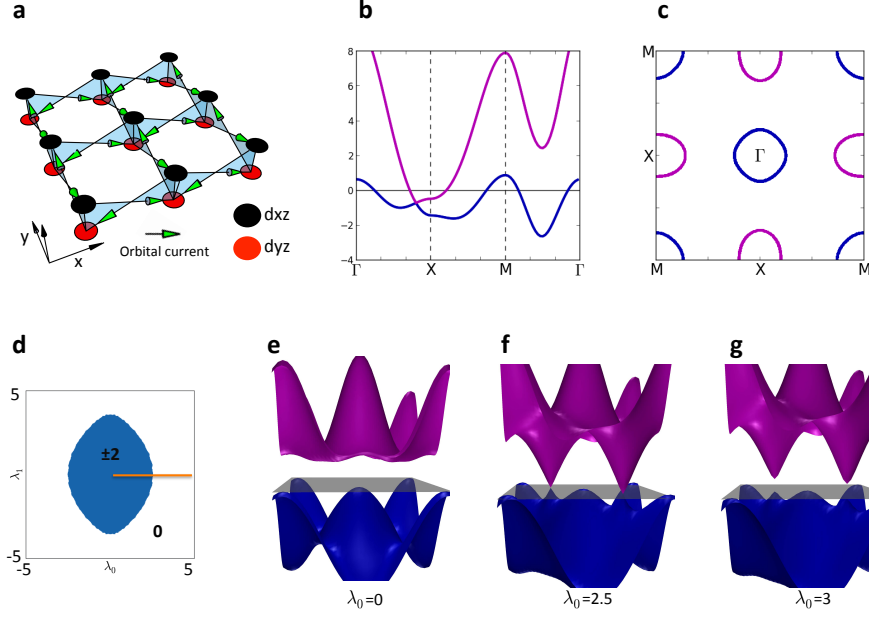 a
y
x
Orbital current
dxz
dyz
b
8
6
4
2
0
−2
−4
Γ
X
M
Γ
c
M
X
Γ
M
X
M
d
5
λ₁
-5
-5
λ₀
5
±2
0
e
λ₀=0
f
λ₀=2.5
g
λ₀=3